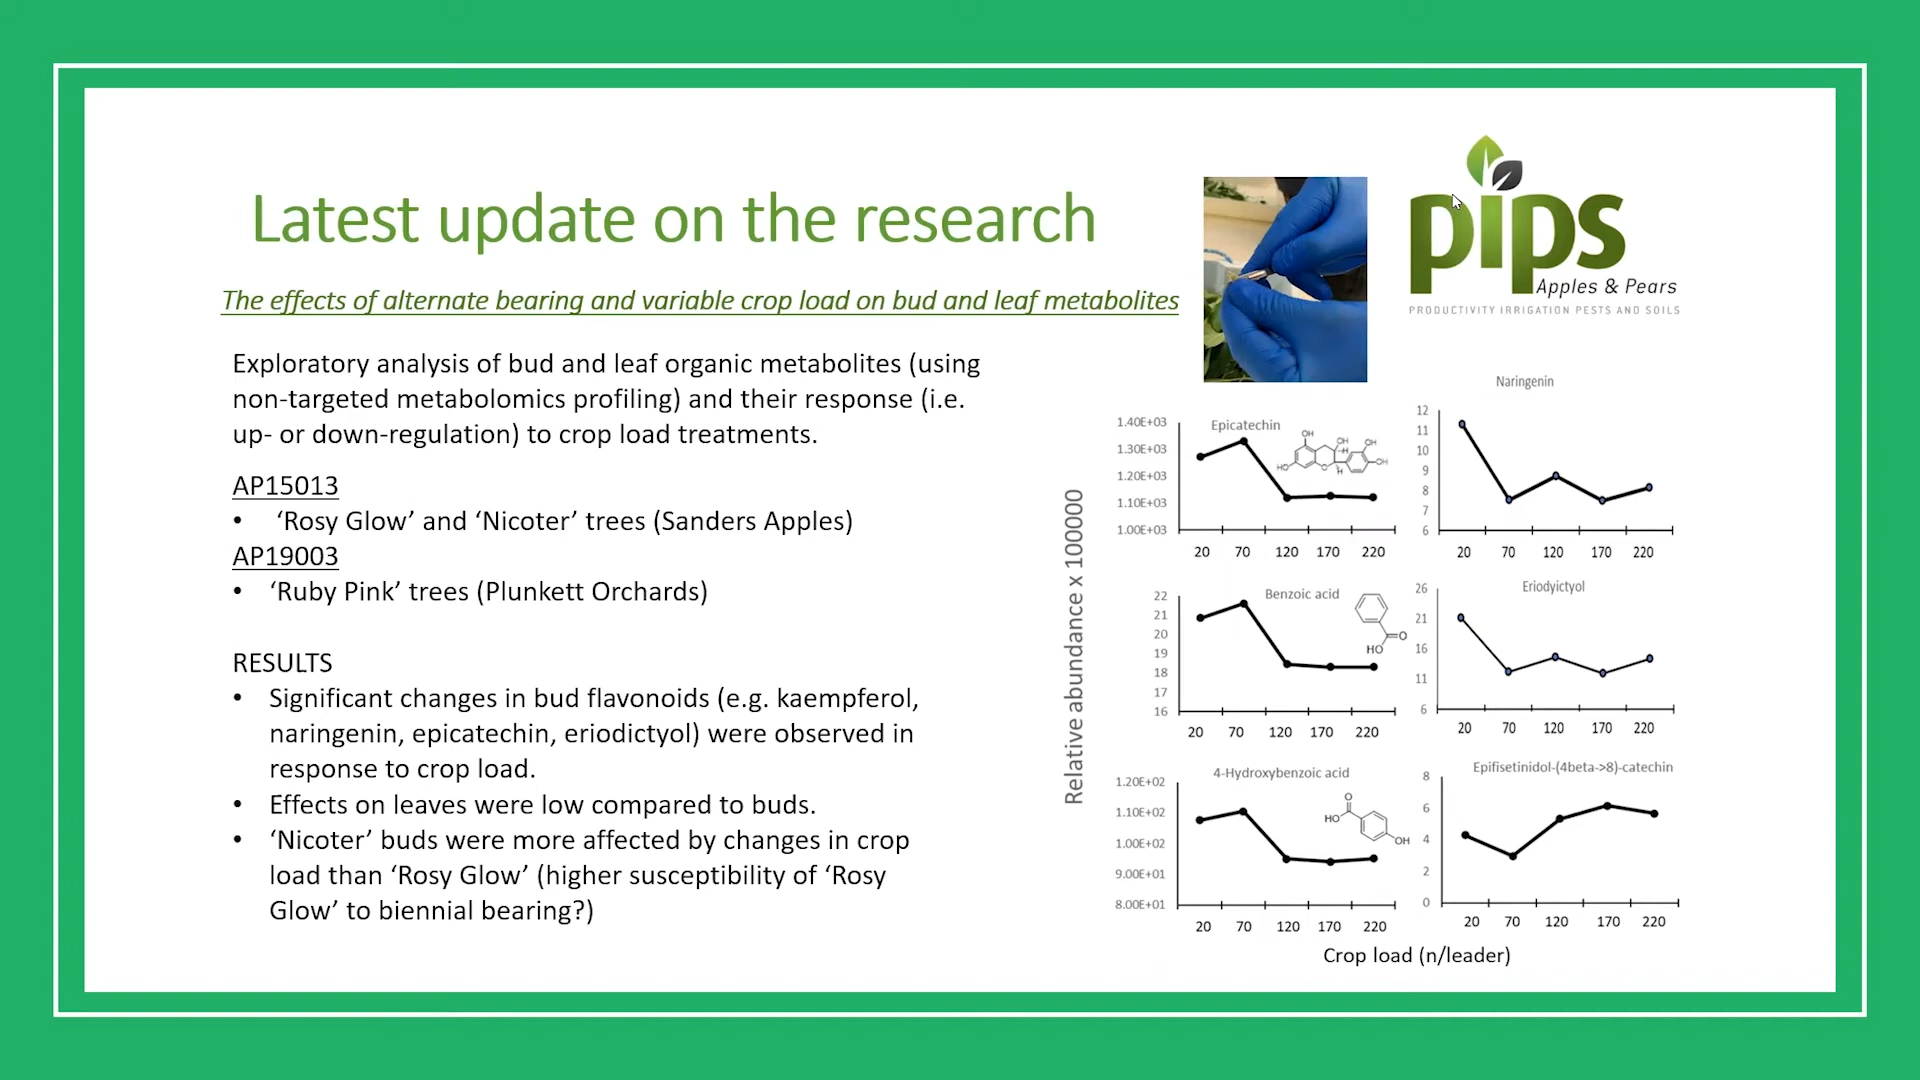 Latest update on the research
The effects of alternate bearing and variable crop load on bud and leaf metabolites
Exploratory analysis of bud and leaf organic metabolites (using
non-targeted metabolomics profiling) and their response (i.e.
up- or down-regulation) to crop load treatments.
AP15013
• ‘Rosy Glow’ and ‘Nicoter’ trees (Sanders Apples)
AP19003
• ‘Ruby Pink’ trees (Plunkett Orchards)
RESULTS
• Significant changes in bud flavonoids (e.g. kaempferol,
naringenin, epicatechin, eriodictyol) were observed in
response to crop load.
• Effects on leaves were low compared to buds.
• ‘Nicoter’ buds were more affected by changes in crop
load than ‘Rosy Glow’ (higher susceptibility of ‘Rosy
Glow’ to biennial bearing?)
pips
Apples & Pears
PRODUCTIVITY IRRIGATION PESTS AND SOILS
Relative abundance x 100000
Epicatechin
1.40E+03
1.30E+03
1.20E+03
1.10E+03
1.00E+03
OH
OH
OH
H
HO
O
OH
H
20 70 120 170 220
Naringenin
12
11
10
9
8
7
6
20 70 120 170 220
Benzoic acid
22
21
20
19
18
17
16
O
HO
20 70 120 170 220
Eriodyictyol
26
21
16
11
6
20 70 120 170 220
4-Hydroxybenzoic acid
1.20E+02
1.10E+02
1.00E+02
9.00E+01
8.00E+01
O
HO
OH
20 70 120 170 220
Epifisetinidol-(4beta->8)-catechin
8
6
4
2
0
20 70 120 170 220
Crop load (n/leader)